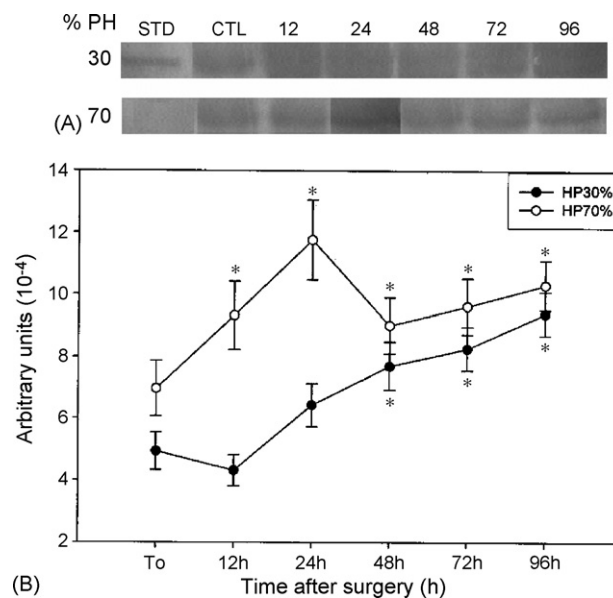 % PH STD CTL 12 24 48 72 96
30
(A) 70
14
HP30%
HP70%
12
10
8
6
4
2
* * * * * * * *
Arbitrary units (10-4)
To 12h 24h 48h 72h 96h
(B) Time after surgery (h)